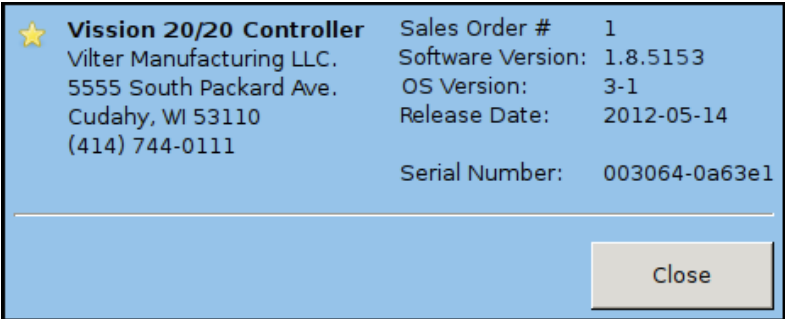 Vission 20/20 Controller
Vilter Manufacturing LLC.
5555 South Packard Ave.
Cudahy, WI 53110
(414) 744-0111
Sales Order # 1
Software Version: 1.8.5153
OS Version: 3-1
Release Date: 2012-05-14
Serial Number: 003064-0a63e1
Close